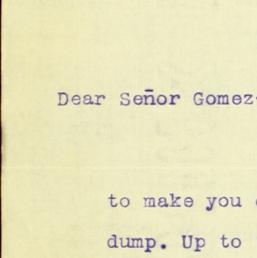 Dear Señor Gomez-
to make you
dump. Up to